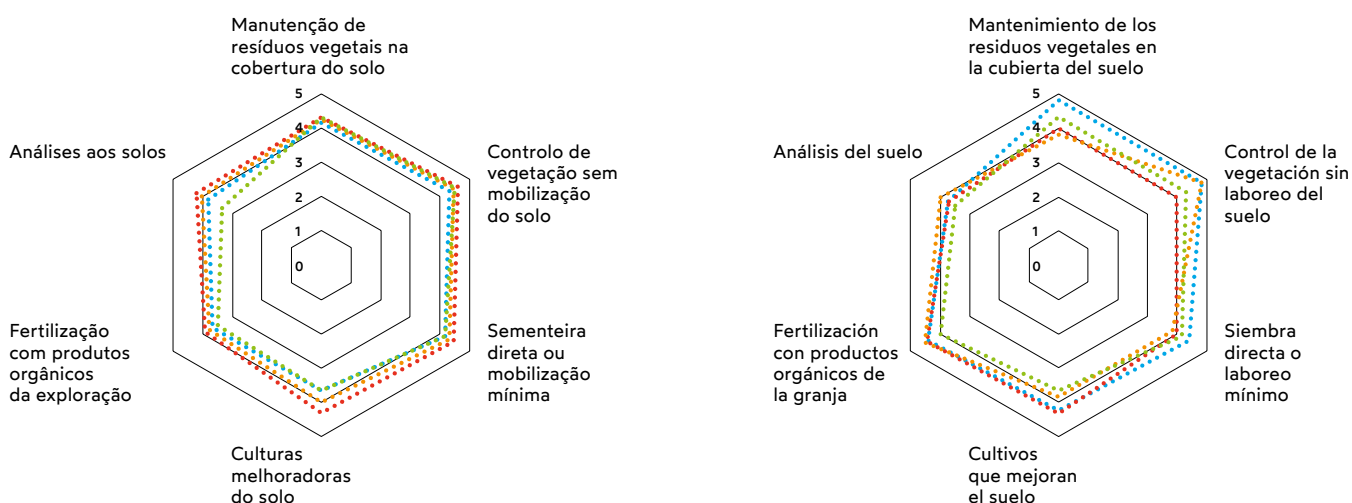 Manutenção de
resíduos vegetais na
cobertura do solo
5
4
3
2
1
0
Análises aos solos
Controlo de
vegetação sem
mobilização
do solo
Fertilização
com produtos
orgânicos
da exploração
Sementeira
direta ou
mobilização
mínima
Culturas
melhoradoras
do solo
Mantenimiento de los
residuos vegetales en
la cubierta del suelo
5
4
3
2
1
0
Análisis del suelo
Control de la
vegetación sin
laboreo del
suelo
Fertilización
con productos
orgánicos de
la granja
Siembra
directa o
laboreo
mínimo
Cultivos
que mejoran
el suelo